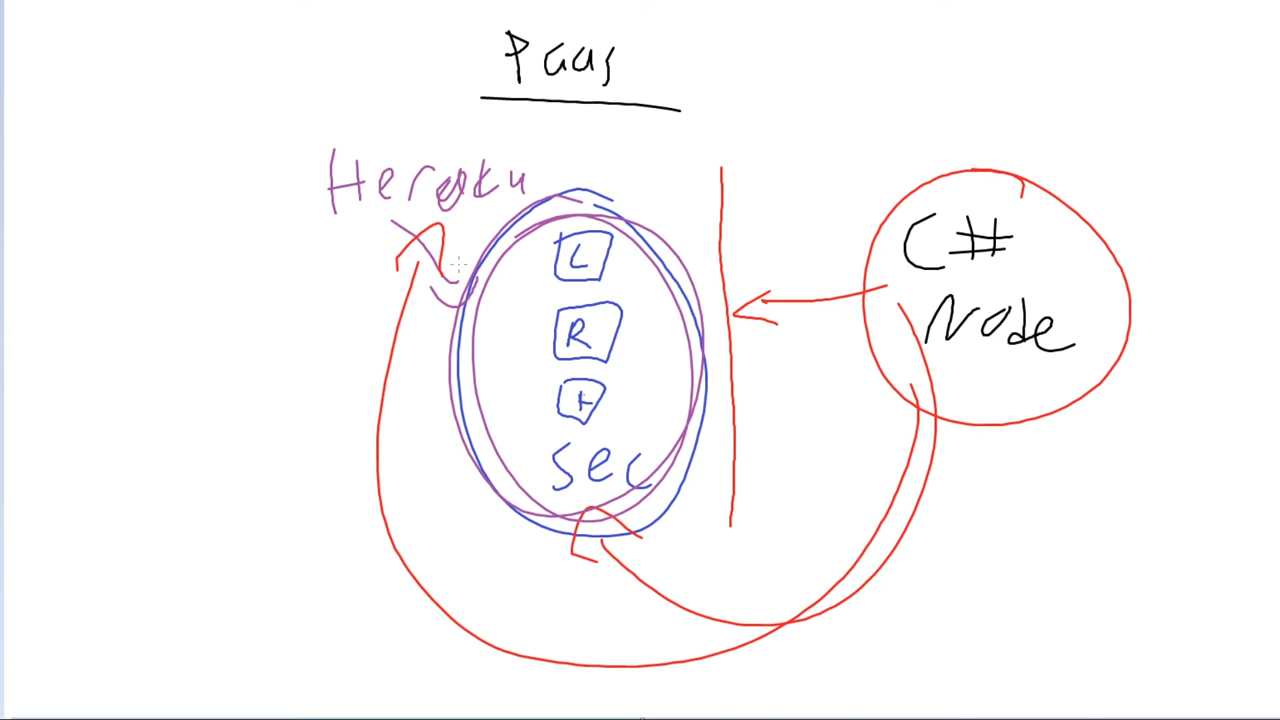 Paas
Heroku
L
R
t
Sec
C#
Node